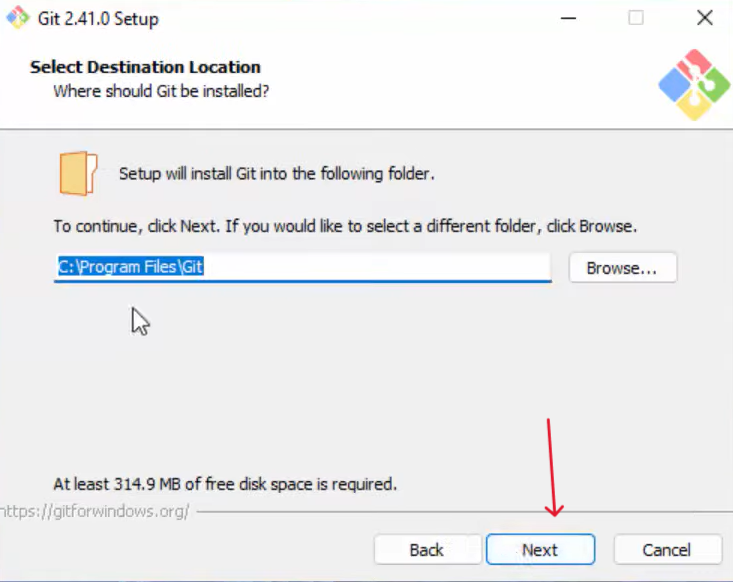 Git 2.41.0 Setup
Select Destination Location
Where should Git be installed?
Setup will install Git into the following folder.
To continue, click Next. If you would like to select a different folder, click Browse.
C:\Program Files\Git
Browse...
At least 314.9 MB of free disk space is required.
https://gitforwindows.org/
Back
Next
Cancel